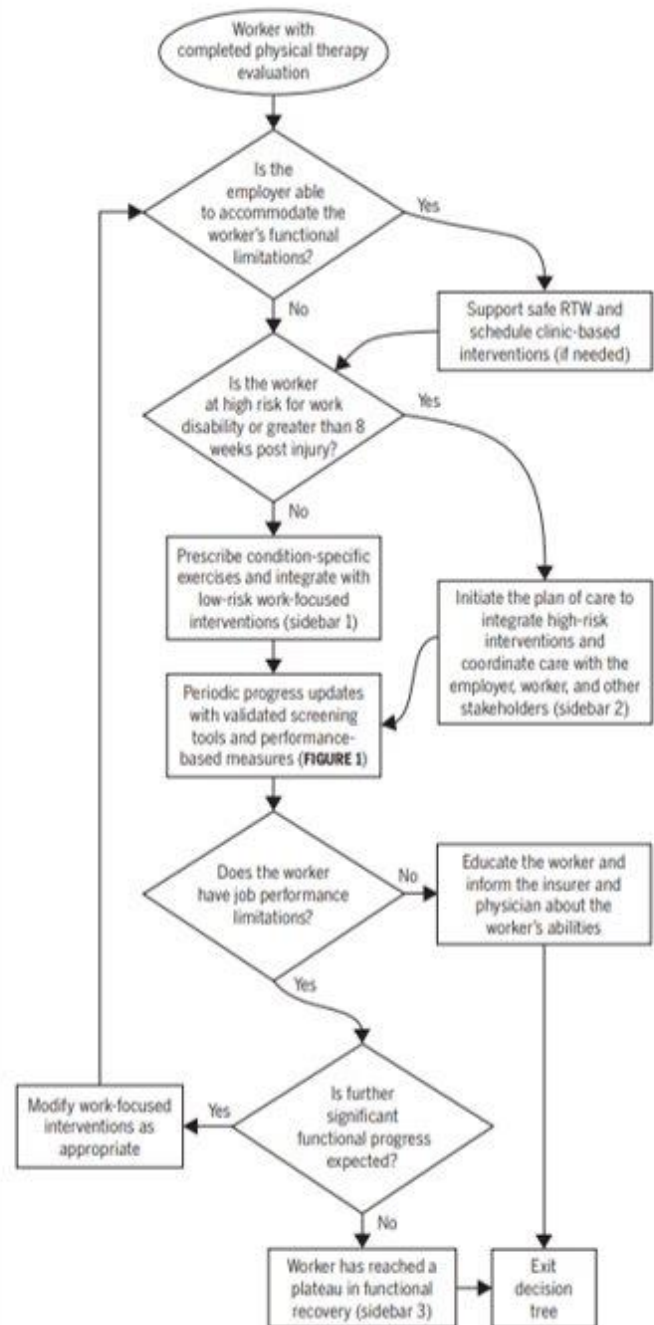 Worker with
completed physical therapy
evaluation
Is the
employer able
to accommodate the
worker's functional
limitations?
Yes
No
Support safe RTW and
schedule clinic-based
interventions (if needed)
Is the worker
at high risk for work
disability or greater than 8
weeks post injury?
Yes
No
Prescribe condition-specific
exercises and integrate with
low-risk work-focused
interventions (sidebar 1)
Initiate the plan of care to
integrate high-risk
interventions and
coordinate care with the
employer, worker, and other
stakeholders (sidebar 2)
Periodic progress updates
with validated screening
tools and performance-
based measures (FIGURE 1)
Does the worker
have job performance
limitations?
No
Yes
Educate the worker and
inform the insurer and
physician about the
worker's abilities
Is further
significant
functional progress
expected?
Yes
No
Modify work-focused
interventions as
appropriate
Worker has reached a
plateau in functional
recovery (sidebar 3)
Exit
decision
tree